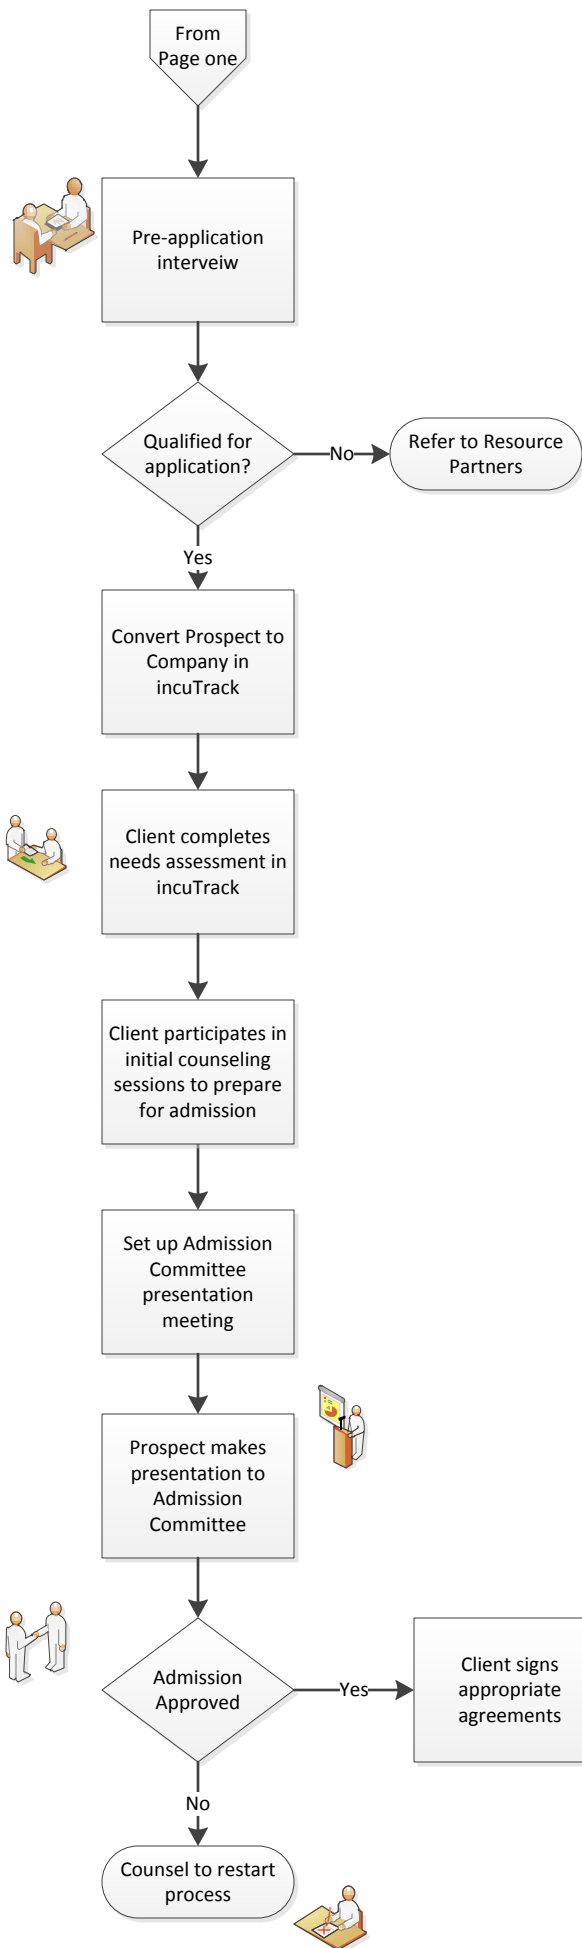 From
Page one
Pre-application
interveiw
Qualified for
application?
No
Refer to Resource
Partners
Yes
Convert Prospect to
Company in
incuTrack
Client completes
needs assessment in
incuTrack
Client participates in
initial counseling
sessions to prepare
for admission
Set up Admission
Committee
presentation
meeting
Prospect makes
presentation to
Admission
Committee
Admission
Approved
Yes
Client signs
appropriate
agreements
No
Counsel to restart
process